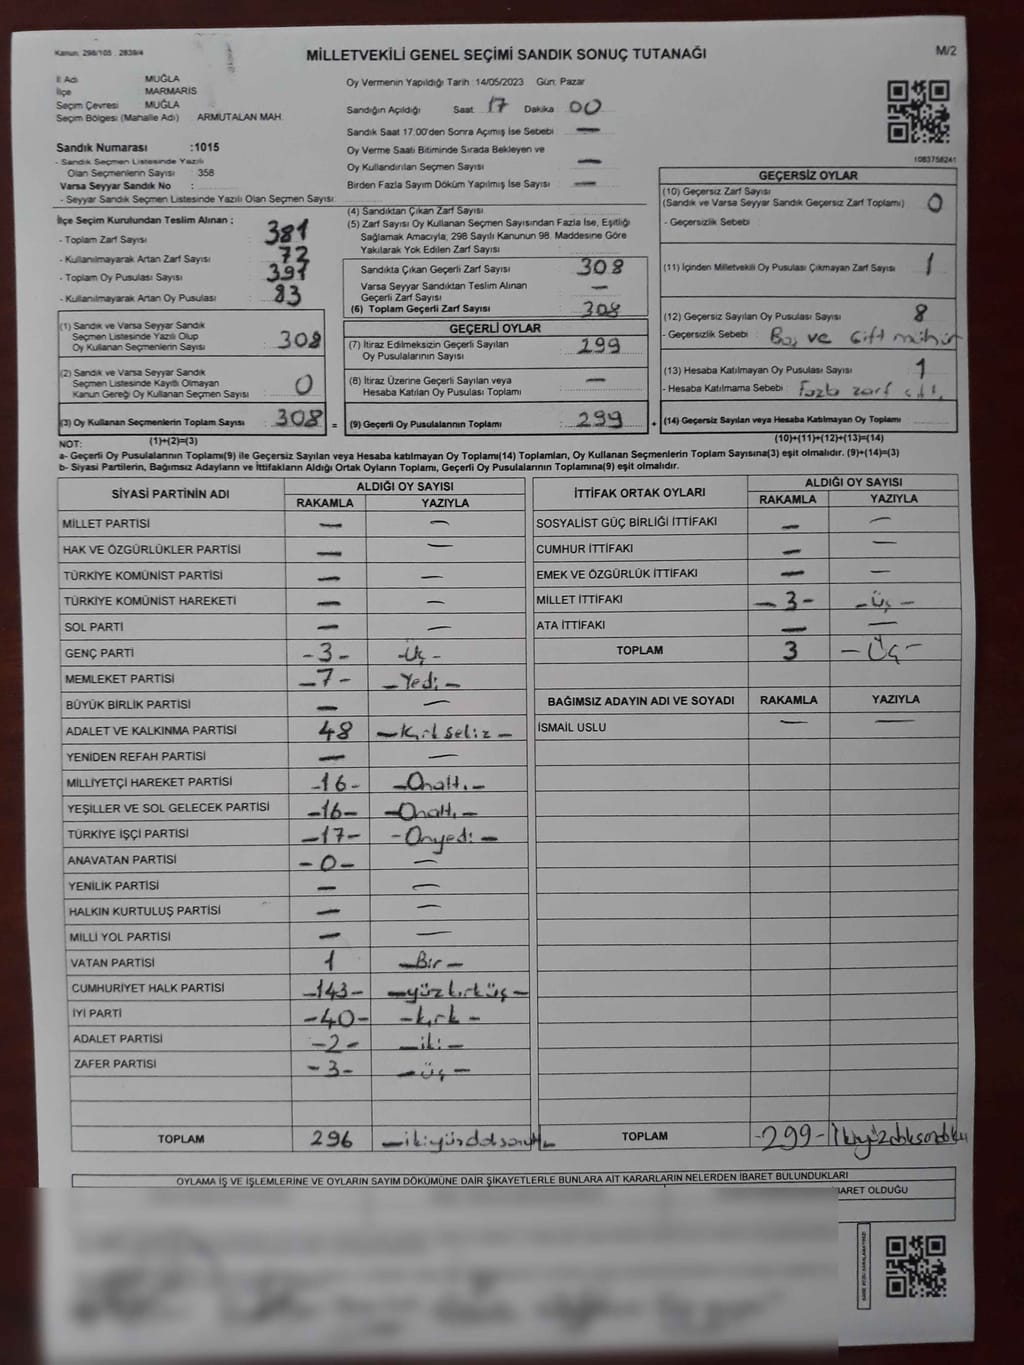 Kanun: 298/105 . 2839/4
MİLLETVEKİLİ GENEL SEÇİMİ SANDIK SONUÇ TUTANAĞI
M/2
İl Adı MUĞLA
İlçe MARMARİS
Seçim Çevresi MUĞLA
Seçim Bölgesi (Mahalle Adı) ARMUTALAN MAH.
Sandık Numarası :1015
- Sandık Seçmen Listesinde Yazılı
Olan Seçmenlerin Sayısı : 358
Varsa Seyyar Sandık No :
- Seyyar Sandık Seçmen Listesinde Yazılı Olan Seçmen Sayısı:
Oy Vermenin Yapıldığı Tarih :14/05/2023 Gün: Pazar
Sandığın Açıldığı Saat 17 Dakika 00
Sandık Saat 17.00'den Sonra Açılmış İse Sebebi —
Oy Verme Saati Bitiminde Sırada Bekleyen ve
Oy Kullandırılan Seçmen Sayısı —
Birden Fazla Sayım Döküm Yapılmış İse Sayısı —
1083758241
İlçe Seçim Kurulundan Teslim Alınan ;
- Toplam Zarf Sayısı 381
- Kullanılmayarak Artan Zarf Sayısı 72
- Toplam Oy Pusulası Sayısı 391
- Kullanılmayarak Artan Oy Pusulası 83
(4) Sandıktan Çıkan Zarf Sayısı
(5) Zarf Sayısı Oy Kullanan Seçmen Sayısından Fazla İse, Eşitliği
Sağlamak Amacıyla, 298 Sayılı Kanunun 98. Maddesine Göre
Yakılarak Yok Edilen Zarf Sayısı
Sandıkta Çıkan Geçerli Zarf Sayısı 308
Varsa Seyyar Sandıktan Teslim Alınan
Geçerli Zarf Sayısı —
(6) Toplam Geçerli Zarf Sayısı 308
GEÇERSİZ OYLAR
(10) Geçersiz Zarf Sayısı
(Sandık ve Varsa Seyyar Sandık Geçersiz Zarf Toplamı) 0
- Geçersizlik Sebebi :
(11) İçinden Milletvekili Oy Pusulası Çıkmayan Zarf Sayısı 1
(12) Geçersiz Sayılan Oy Pusulası Sayısı 8
- Geçersizlik Sebebi : Boş ve Çift mühür
(13) Hesaba Katılmayan Oy Pusulası Sayısı 1
- Hesaba Katılmama Sebebi : Fazla zarf
(14) Geçersiz Sayılan veya Hesaba Katılmayan Oy Toplamı
(1) Sandık ve Varsa Seyyar Sandık
Seçmen Listesinde Yazılı Olup
Oy Kullanan Seçmenlerin Sayısı 308
(2) Sandık ve Varsa Seyyar Sandık
Seçmen Listesinde Kayıtlı Olmayan
Kanun Gereği Oy Kullanan Seçmen Sayısı 0
(3) Oy Kullanan Seçmenlerin Toplam Sayısı 308 =
GEÇERLİ OYLAR
(7) İtiraz Edilmeksizin Geçerli Sayılan
Oy Pusulalarının Sayısı 299
(8) İtiraz Üzerine Geçerli Sayılan veya
Hesaba Katılan Oy Pusulası Toplamı —
(9) Geçerli Oy Pusulalarının Toplamı 299 +
NOT: (1)+(2)=(3) (10)+(11)+(12)+(13)=(14)
a- Geçerli Oy Pusulaları Toplamı(9) ile Geçersiz Sayılan veya Hesaba katılmayan Oy Toplamı(14) Toplamları, Oy Kullanan Seçmenlerin Toplam Sayısına(3) eşit olmalıdır. (9)+(14)=(3)
b- Siyasi Partilerin, Bağımsız Adayların ve İttifakların Aldığı Ortak Oyların Toplamı, Geçerli Oy Pusulalarının Toplamına(9) eşit olmalıdır.
SİYASİ PARTİNİN ADI ALDIĞI OY SAYISI
RAKAMLA YAZIYLA
MİLLET PARTİSİ — —
HAK VE ÖZGÜRLÜKLER PARTİSİ — —
TÜRKİYE KOMÜNİST PARTİSİ — —
TÜRKİYE KOMÜNİST HAREKETİ — —
SOL PARTİ — —
GENÇ PARTİ -3- -Üç-
MEMLEKET PARTİSİ -7- -Yedi-
BÜYÜK BİRLİK PARTİSİ — —
ADALET VE KALKINMA PARTİSİ 48 -Kırksekiz-
YENİDEN REFAH PARTİSİ — —
MİLLİYETÇİ HAREKET PARTİSİ -16- -Onaltı-
YEŞİLLER VE SOL GELECEK PARTİSİ -16- -Onaltı-
TÜRKİYE İŞÇİ PARTİSİ -17- -Onyedi-
ANAVATAN PARTİSİ -0- —
YENİLİK PARTİSİ — —
HALKIN KURTULUŞ PARTİSİ — —
MİLLİ YOL PARTİSİ — —
VATAN PARTİSİ 1 -Bir-
CUMHURİYET HALK PARTİSİ -143- -yüzkırküç-
İYİ PARTİ -40- -kırk-
ADALET PARTİSİ -2- -iki-
ZAFER PARTİSİ -3- -üç-
TOPLAM 296
İTTİFAK ORTAK OYLARI ALDIĞI OY SAYISI
RAKAMLA YAZIYLA
SOSYALİST GÜÇ BİRLİĞİ İTTİFAKI — —
CUMHUR İTTİFAKI — —
EMEK VE ÖZGÜRLÜK İTTİFAKI — —
MİLLET İTTİFAKI -3- -Üç-
ATA İTTİFAKI — —
TOPLAM 3 -Üç-
BAĞIMSIZ ADAYIN ADI VE SOYADI RAKAMLA YAZIYLA
İSMAİL USLU — —
TOPLAM -299-
OYLAMA İŞ VE İŞLEMLERİNE VE OYLARIN SAYIM DÖKÜMÜNE DAİR ŞİKAYETLERLE BUNLARA AİT KARARLARIN NELERDEN İBARET BULUNDUKLARI
İBARET OLDUĞU